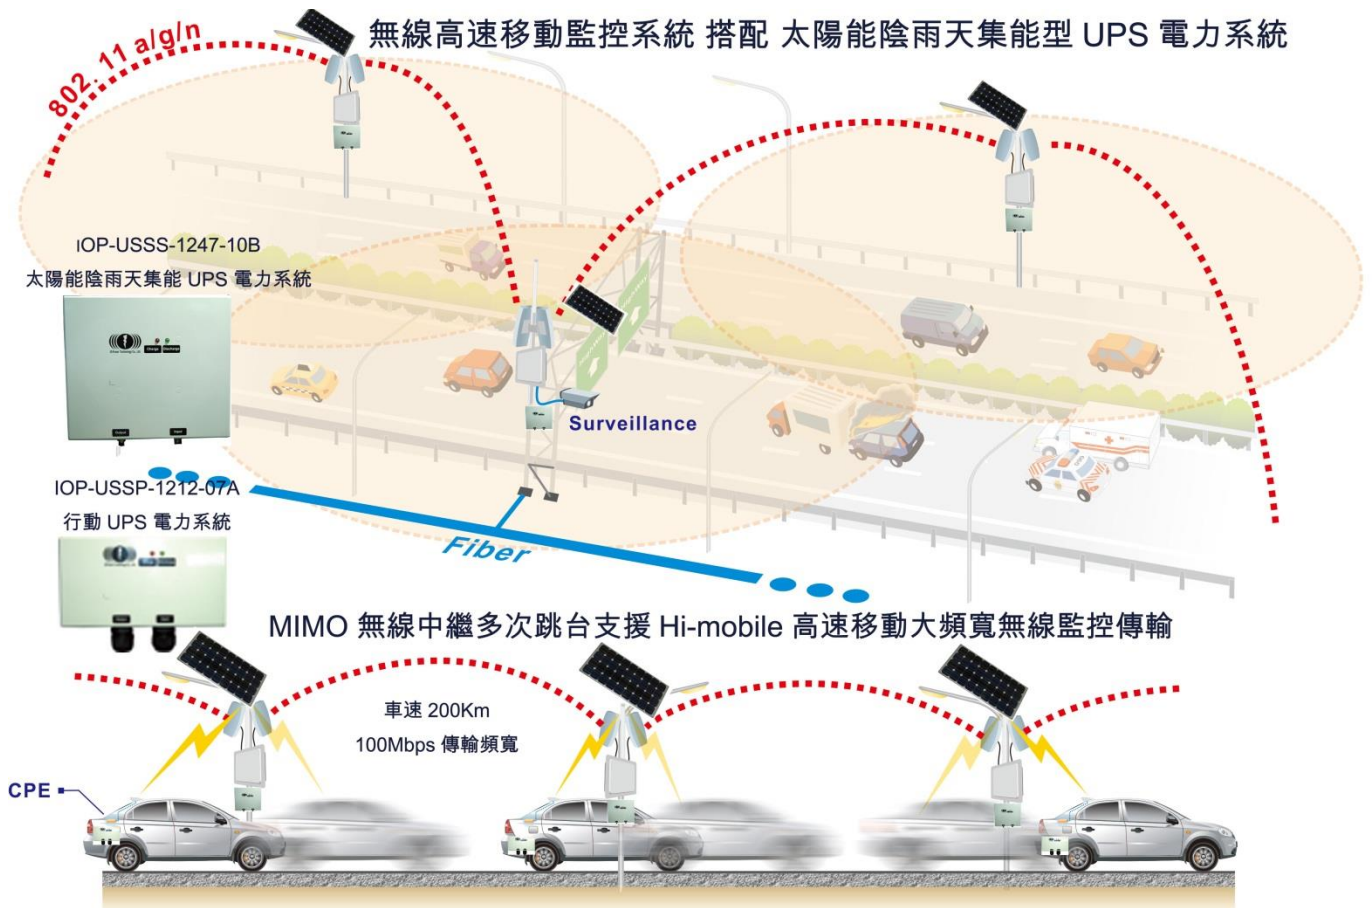 無線高速移動監控系統 搭配 太陽能陰雨天集能型 UPS 電力系統
802. 11 a/g/n
iOP-USSS-1247-10B
太陽能陰雨天集能 UPS 電力系統
Charge
Discharge
Output
Input
Surveillance
IOP-USSP-1212-07A
行動 UPS 電力系統
Fiber
MIMO 無線中繼多次跳台支援 Hi-mobile 高速移動大頻寬無線監控傳輸
車速 200Km
100Mbps 傳輸頻寬
CPE